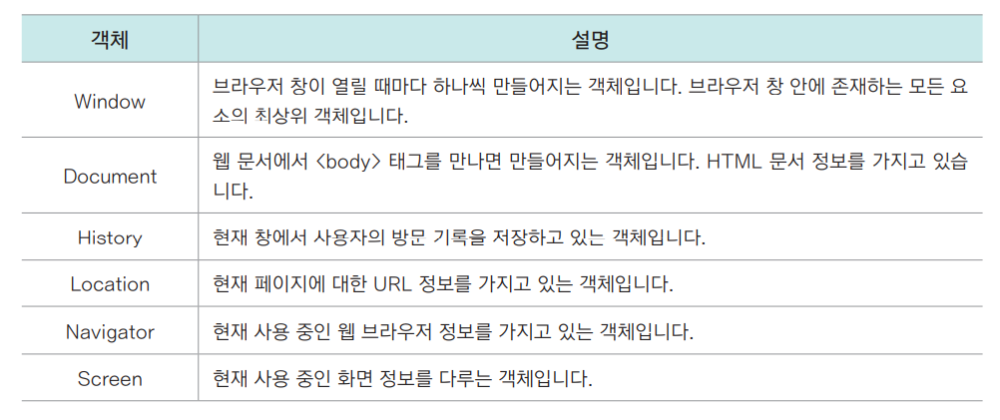 객체 설명
Window 브라우저 창이 열릴 때마다 하나씩 만들어지는 객체입니다. 브라우저 창 안에 존재하는 모든 요
소의 최상위 객체입니다.
Document 웹 문서에서 <body> 태그를 만나면 만들어지는 객체입니다. HTML 문서 정보를 가지고 있습
니다.
History 현재 창에서 사용자의 방문 기록을 저장하고 있는 객체입니다.
Location 현재 페이지에 대한 URL 정보를 가지고 있는 객체입니다.
Navigator 현재 사용 중인 웹 브라우저 정보를 가지고 있는 객체입니다.
Screen 현재 사용 중인 화면 정보를 다루는 객체입니다.